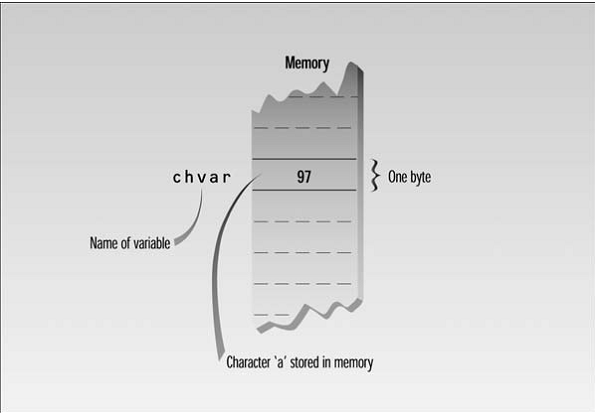 Memory
chvar
97
One byte
Name of variable
Character ‘a’ stored in memory